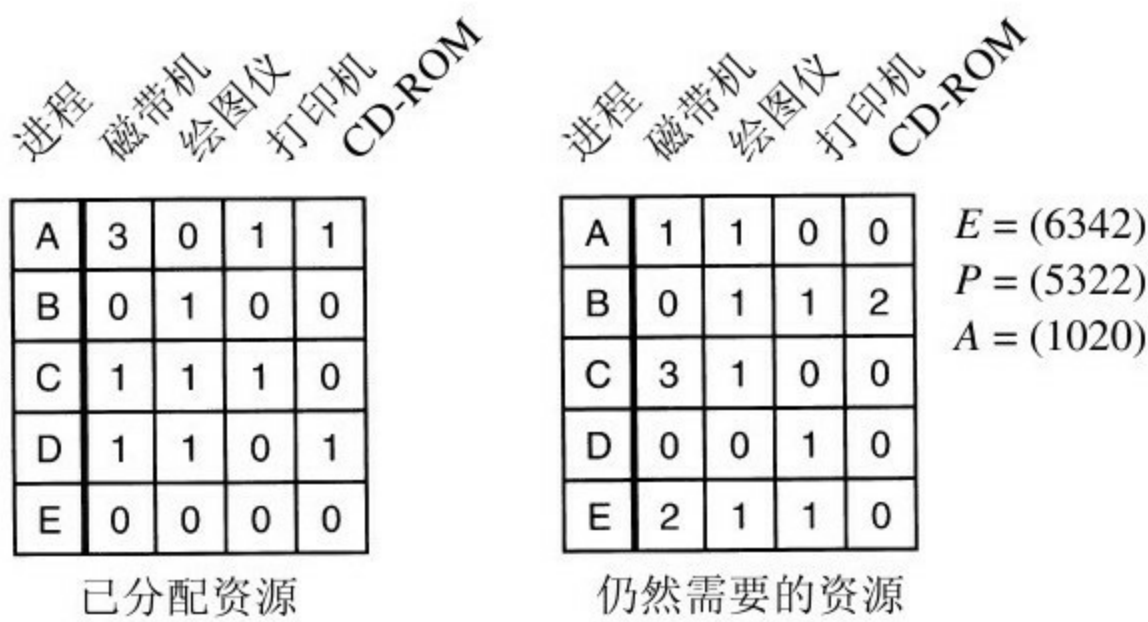 进程 磁带机 绘图仪 打印机 CD-ROM
A 3 0 1 1
B 0 1 0 0
C 1 1 1 0
D 1 1 0 1
E 0 0 0 0
已分配资源
进程 磁带机 绘图仪 打印机 CD-ROM
A 1 1 0 0
B 0 1 1 2
C 3 1 0 0
D 0 0 1 0
E 2 1 1 0
仍然需要的资源
E = (6342)
P = (5322)
A = (1020)